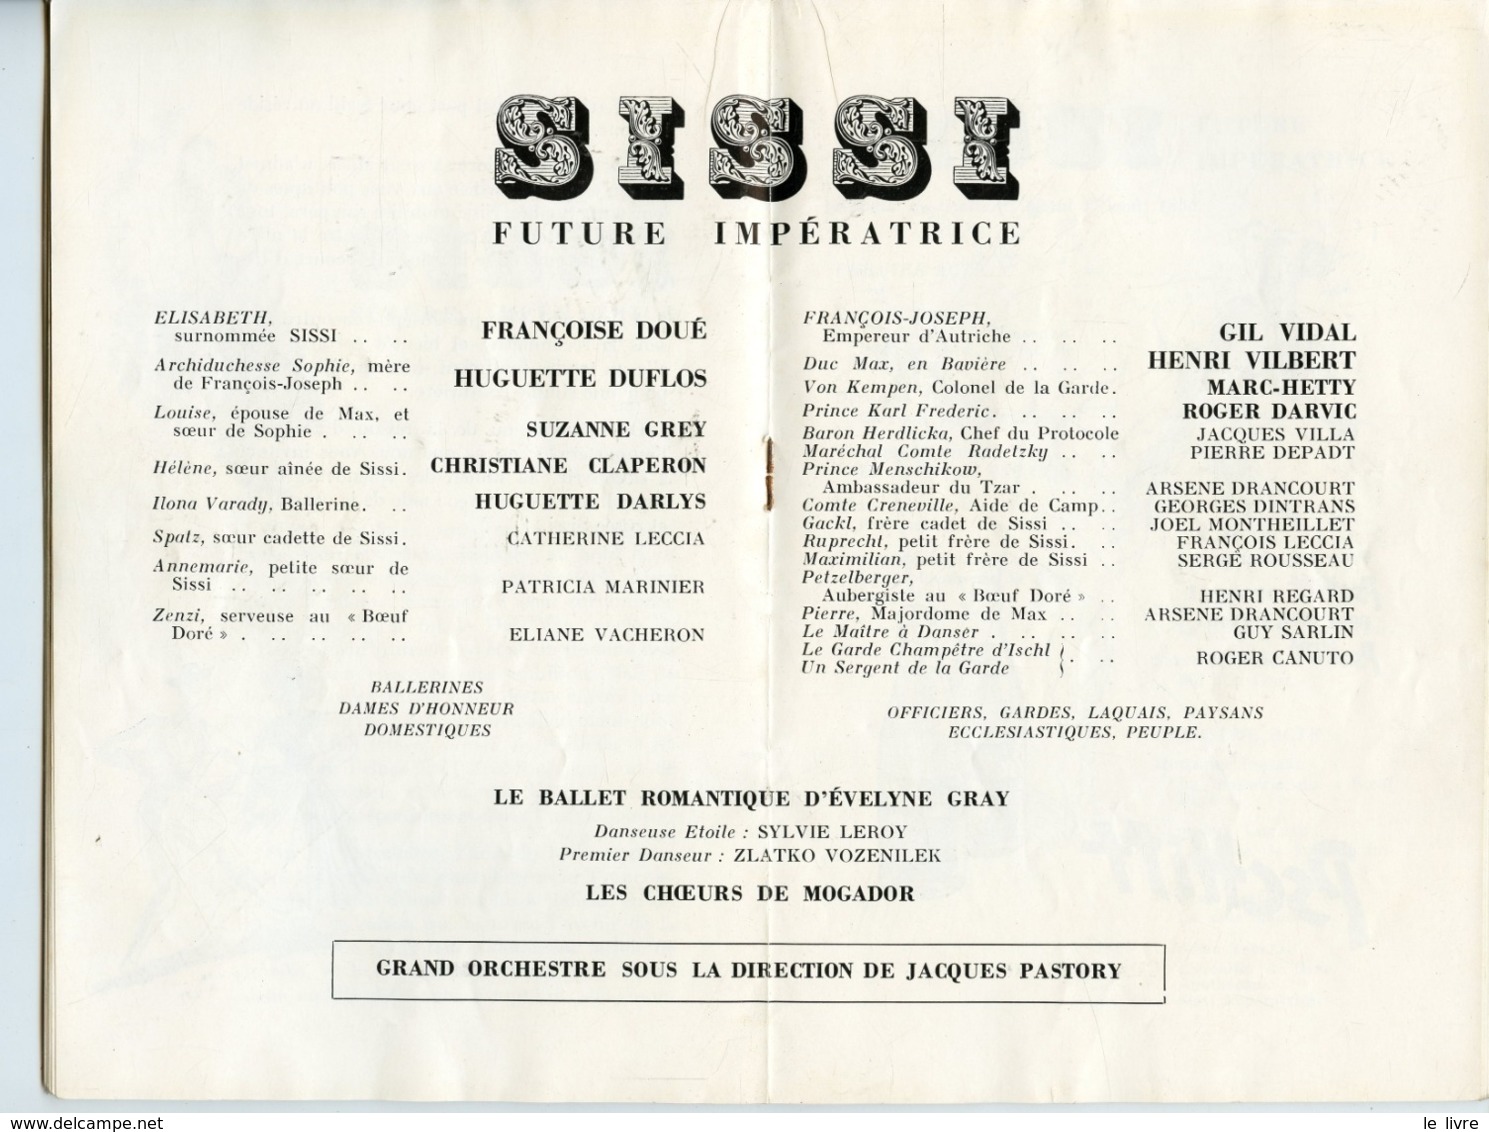 SISSI
FUTURE IMPÉRATRICE
ELISABETH,
surnommée SISSI .. .. FRANÇOISE DOUÉ
Archiduchesse Sophie, mère
de François-Joseph .. .. HUGUETTE DUFLOS
Louise, épouse de Max, et
sœur de Sophie . .. .. SUZANNE GREY
Hélène, sœur aînée de Sissi. CHRISTIANE CLAPERON
Ilona Varady, Ballerine. .. HUGUETTE DARLYS
Spatz, sœur cadette de Sissi. CATHERINE LECCIA
Annemarie, petite sœur de
Sissi .. .. .. .. .. PATRICIA MARINIER
Zenzi, serveuse au « Bœuf
Doré » . .. .. .. .. ELIANE VACHERON
BALLERINES
DAMES D'HONNEUR
DOMESTIQUES
FRANÇOIS-JOSEPH,
Empereur d'Autriche .. .. .. GIL VIDAL
Duc Max, en Bavière .. .. .. HENRI VILBERT
Von Kempen, Colonel de la Garde. MARC-HETTY
Prince Karl Frederic. .. .. .. ROGER DARVIC
Baron Herdlicka, Chef du Protocole JACQUES VILLA
Maréchal Comte Radetzky .. .. PIERRE DEPADT
Prince Menschikow,
Ambassadeur du Tzar . .. .. ARSENE DRANCOURT
Comte Creneville, Aide de Camp.. GEORGES DINTRANS
Gackl, frère cadet de Sissi .. .. JOEL MONTHEILLET
Ruprecht, petit frère de Sissi. .. FRANÇOIS LECCIA
Maximilian, petit frère de Sissi .. SERGE ROUSSEAU
Petzelberger,
Aubergiste au « Bœuf Doré » .. HENRI REGARD
Pierre, Majordome de Max .. .. ARSENE DRANCOURT
Le Maître à Danser . .. .. .. GUY SARLIN
Le Garde Champêtre d'Ischl
Un Sergent de la Garde } . .. ROGER CANUTO
OFFICIERS, GARDES, LAQUAIS, PAYSANS
ECCLESIASTIQUES, PEUPLE.
LE BALLET ROMANTIQUE D'ÉVELYNE GRAY
Danseuse Etoile : SYLVIE LEROY
Premier Danseur : ZLATKO VOZENILEK
LES CHŒURS DE MOGADOR
GRAND ORCHESTRE SOUS LA DIRECTION DE JACQUES PASTORY
www.delcampe.net
le livre